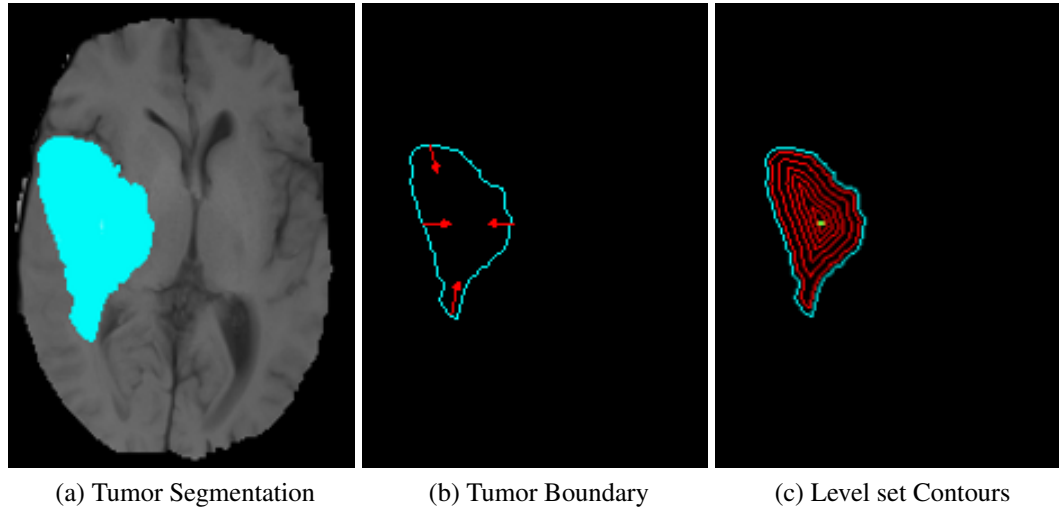 (a) Tumor Segmentation
(b) Tumor Boundary
(c) Level set Contours